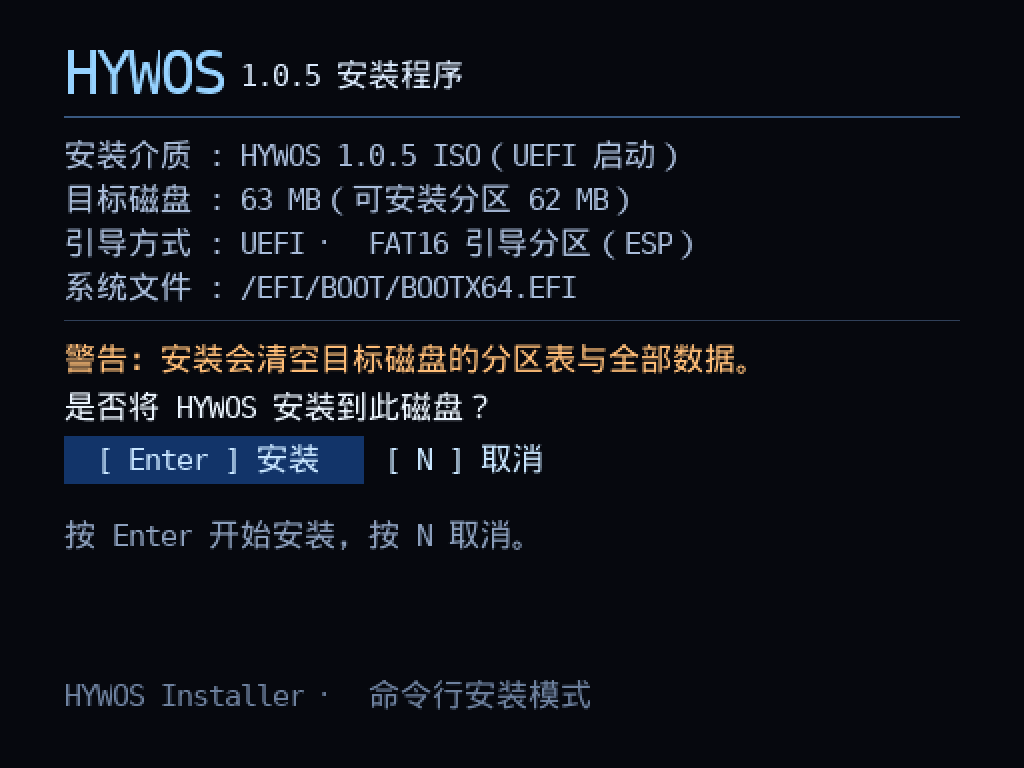 HYWOS 1.0.5 安装程序
安装介质 : HYWOS 1.0.5 ISO(UEFI 启动)
目标磁盘 : 63 MB(可安装分区 62 MB)
引导方式 : UEFI · FAT16 引导分区(ESP)
系统文件 : /EFI/BOOT/BOOTX64.EFI
警告: 安装会清空目标磁盘的分区表与全部数据。
是否将 HYWOS 安装到此磁盘?
[ Enter ] 安装 [ N ] 取消
按 Enter 开始安装, 按 N 取消。
HYWOS Installer · 命令行安装模式